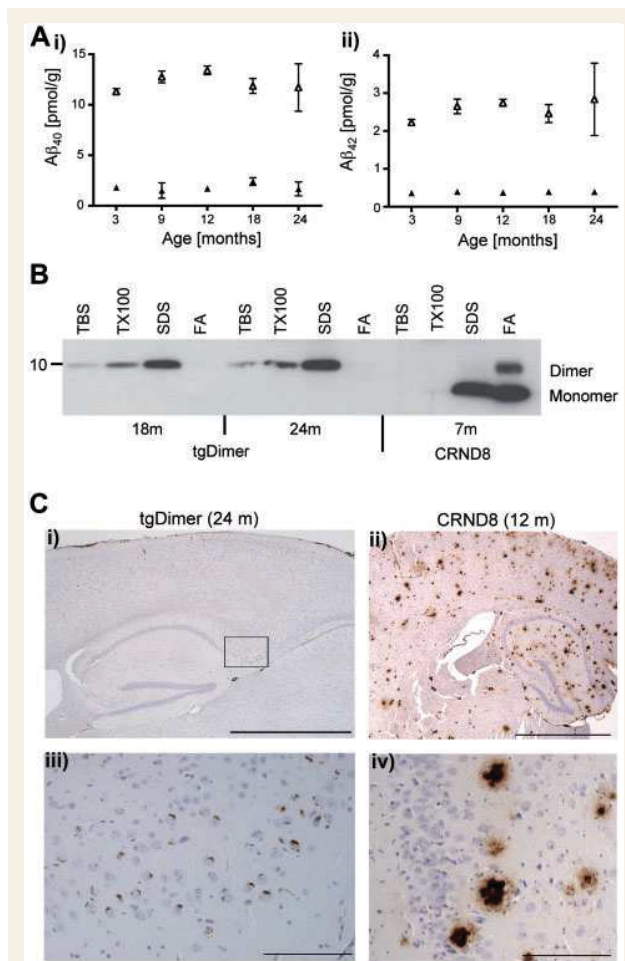 A
i)
ii)
Aβ40 [pmol/g]
15
10
5
0
3 9 12 18 24
Age [months]
Aβ42 [pmol/g]
4
3
2
1
0
3 9 12 18 24
Age [months]
B
TBS TX100 SDS FA TBS TX100 SDS FA TBS TX100 SDS FA
10
Dimer
Monomer
18m 24m 7m
tgDimer CRND8
C
tgDimer (24 m) CRND8 (12 m)
i) ii)
iii) iv)